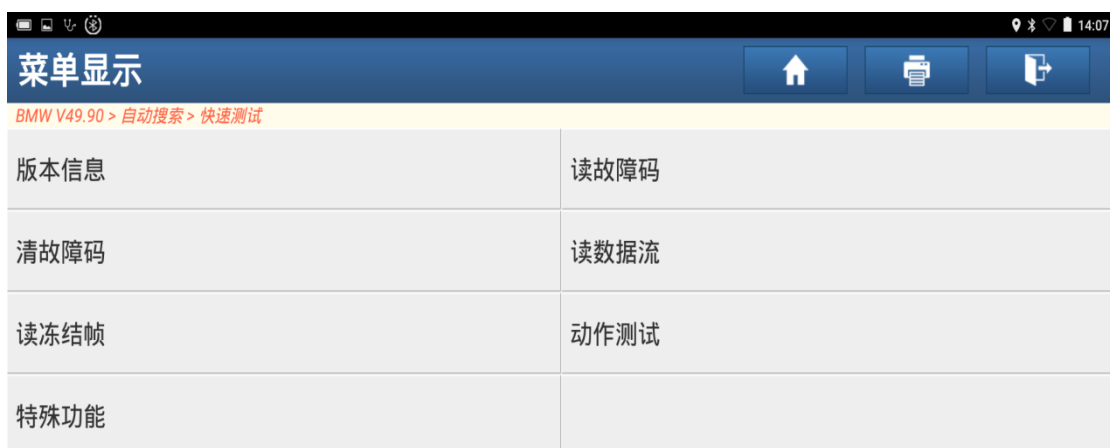 14:07
菜单显示
BMW V49.90 > 自动搜索 > 快速测试
版本信息
读故障码
清故障码
读数据流
读冻结帧
动作测试
特殊功能